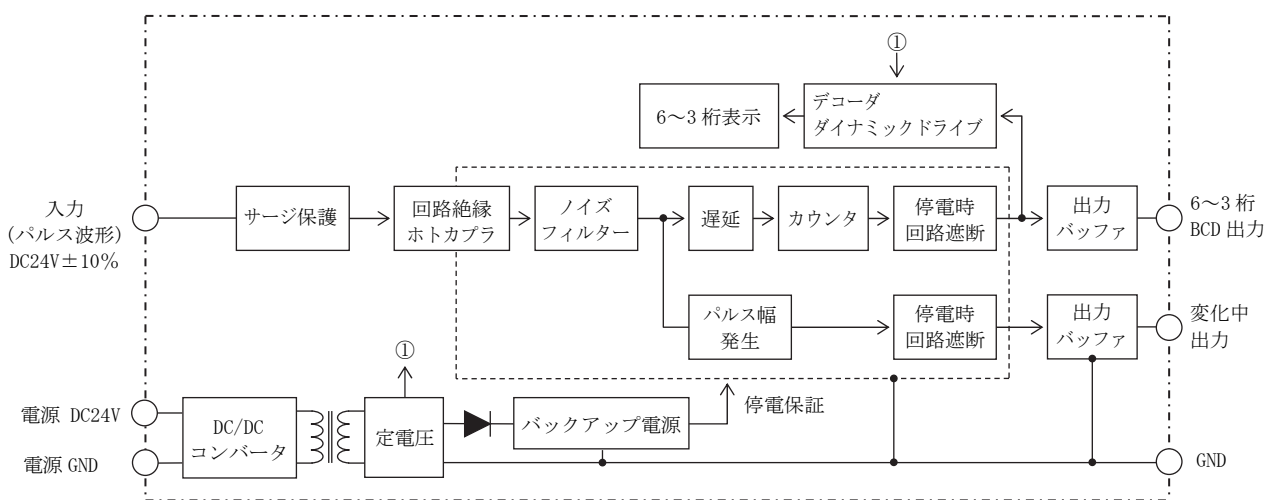 ①
6～3 桁表示
デコーダ
ダイナミックドライブ
入力
(パルス波形)
DC24V±10%
サージ保護
回路絶縁
ホトカプラ
ノイズ
フィルター
遅延
カウンタ
停電時
回路遮断
出力
バッファ
6～3 桁
BCD 出力
パルス幅
発生
停電時
回路遮断
出力
バッファ
変化中
出力
①
停電保証
電源 DC24V
電源 GND
DC/DC
コンバータ
定電圧
バックアップ電源
GND